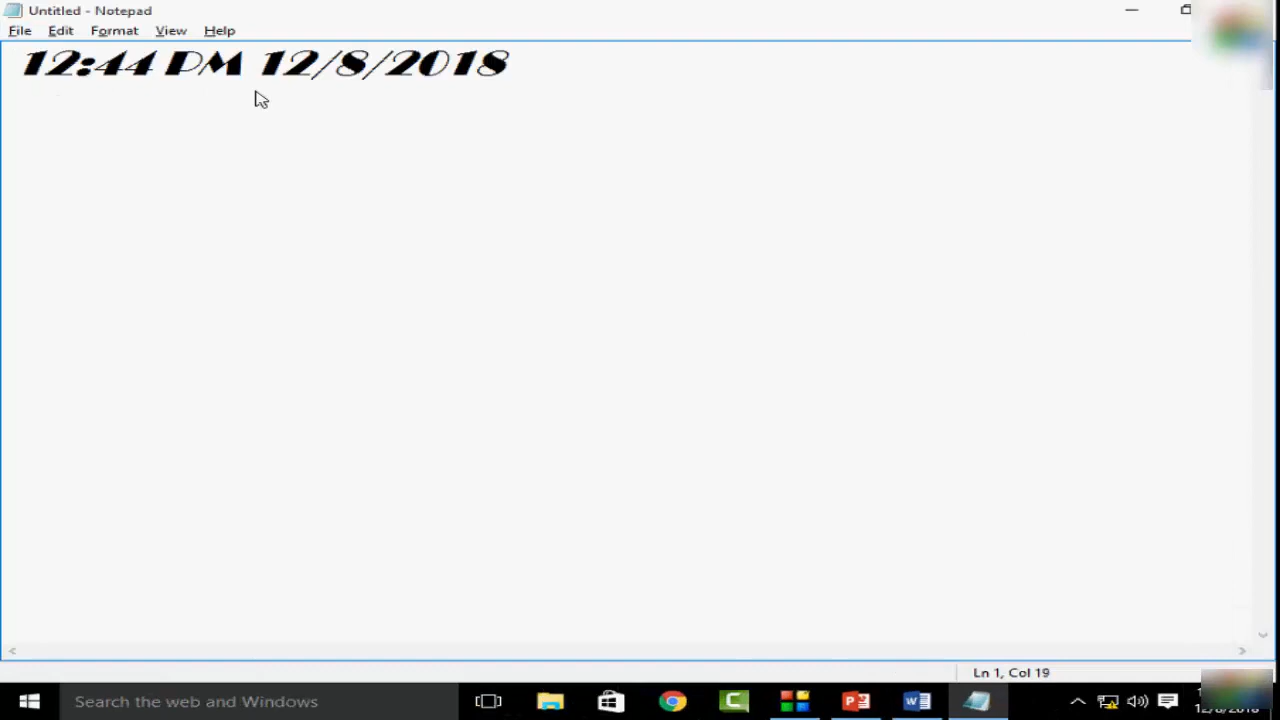 Untitled - Notepad
File Edit Format View Help
12:44 PM 12/8/2018
Ln 1, Col 19
Search the web and Windows